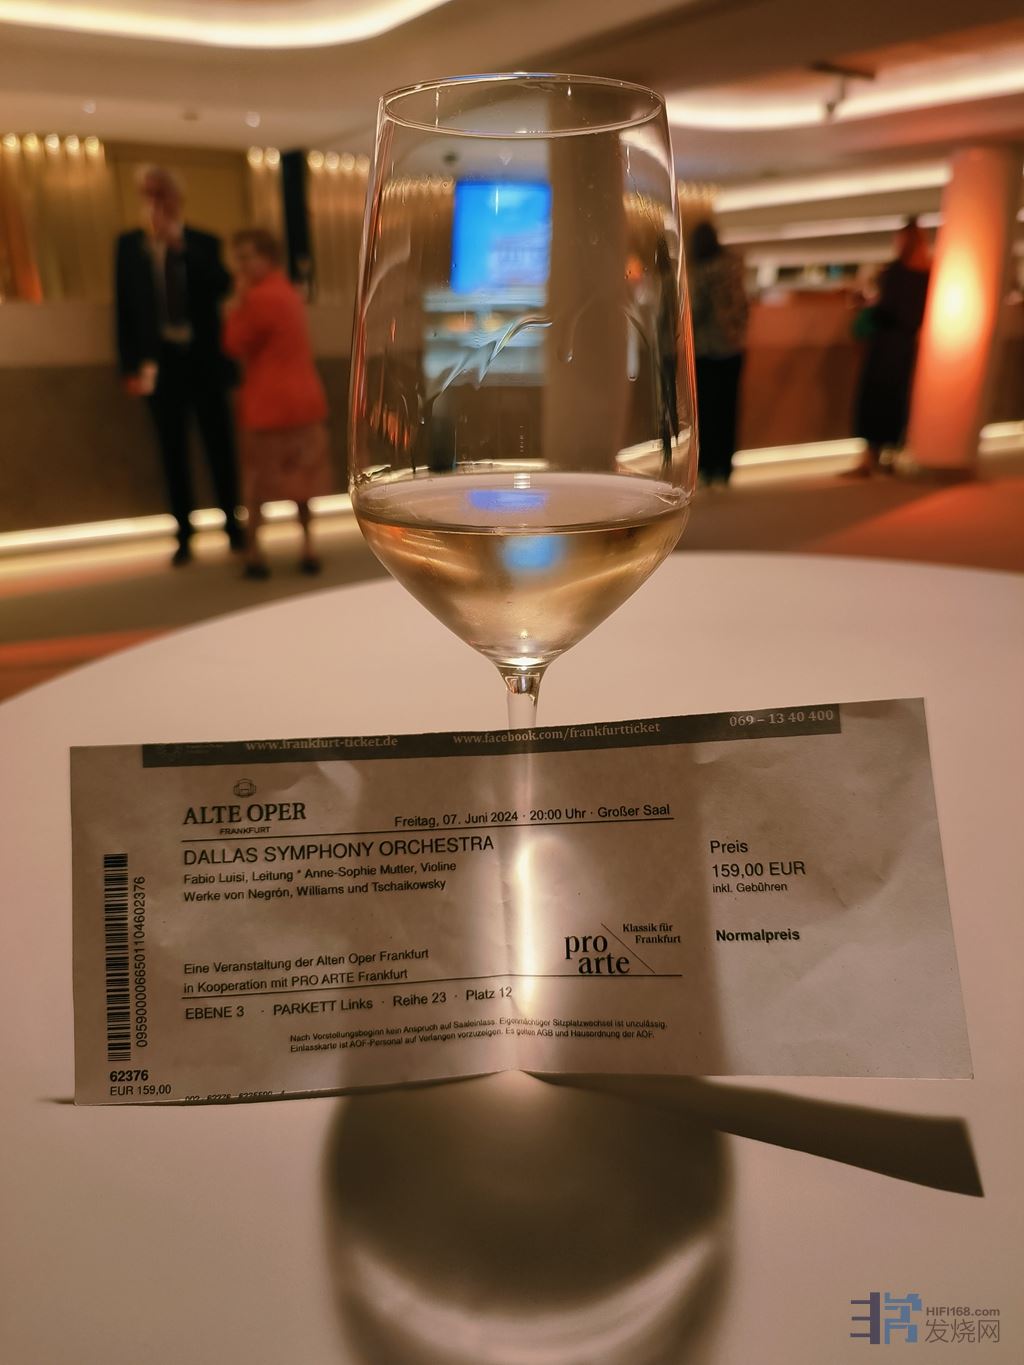 www.frankfurt-ticket.de
www.facebook.com/frankfurtticket
069 – 13 40 400
ALTE OPER
FRANKFURT
Freitag, 07. Juni 2024 · 20:00 Uhr · Großer Saal
DALLAS SYMPHONY ORCHESTRA
Fabio Luisi, Leitung * Anne-Sophie Mutter, Violine
Werke von Negrón, Williams und Tschaikowsky
Preis
159,00 EUR
inkl. Gebühren
Normalpreis
Klassik für
Frankfurt
pro
arte
Eine Veranstaltung der Alten Oper Frankfurt
in Kooperation mit PRO ARTE Frankfurt
EBENE 3 · PARKETT Links · Reihe 23 · Platz 12
Nach Vorstellungsbeginn kein Anspruch auf Saaleinlass. Eigenmächtiger Sitzplatzwechsel ist unzulässig.
Einlasskarte ist AOF-Personal auf Verlangen vorzuzeigen. Es gelten AGB und Hausordnung der AOF.
62376
EUR 159,00
HIFI168.com
发烧网